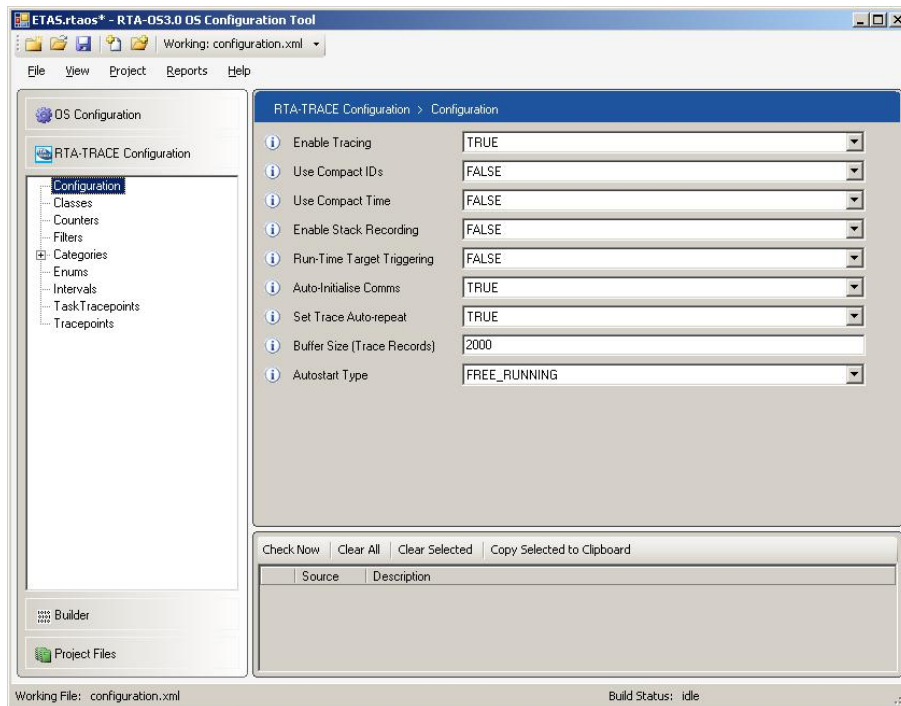 ETAS.rtaos* - RTA-OS3.0 OS Configuration Tool
Working: configuration.xml
File View Project Reports Help
OS Configuration
RTA-TRACE Configuration
Configuration
Classes
Counters
Filters
Categories
Enums
Intervals
TaskTracepoints
Tracepoints
Builder
Project Files
RTA-TRACE Configuration > Configuration
Enable Tracing TRUE
Use Compact IDs FALSE
Use Compact Time FALSE
Enable Stack Recording FALSE
Run-Time Target Triggering FALSE
Auto-Initialise Comms TRUE
Set Trace Auto-repeat TRUE
Buffer Size (Trace Records) 2000
Autostart Type FREE_RUNNING
Check Now Clear All Clear Selected Copy Selected to Clipboard
Source Description
Working File: configuration.xml Build Status: idle